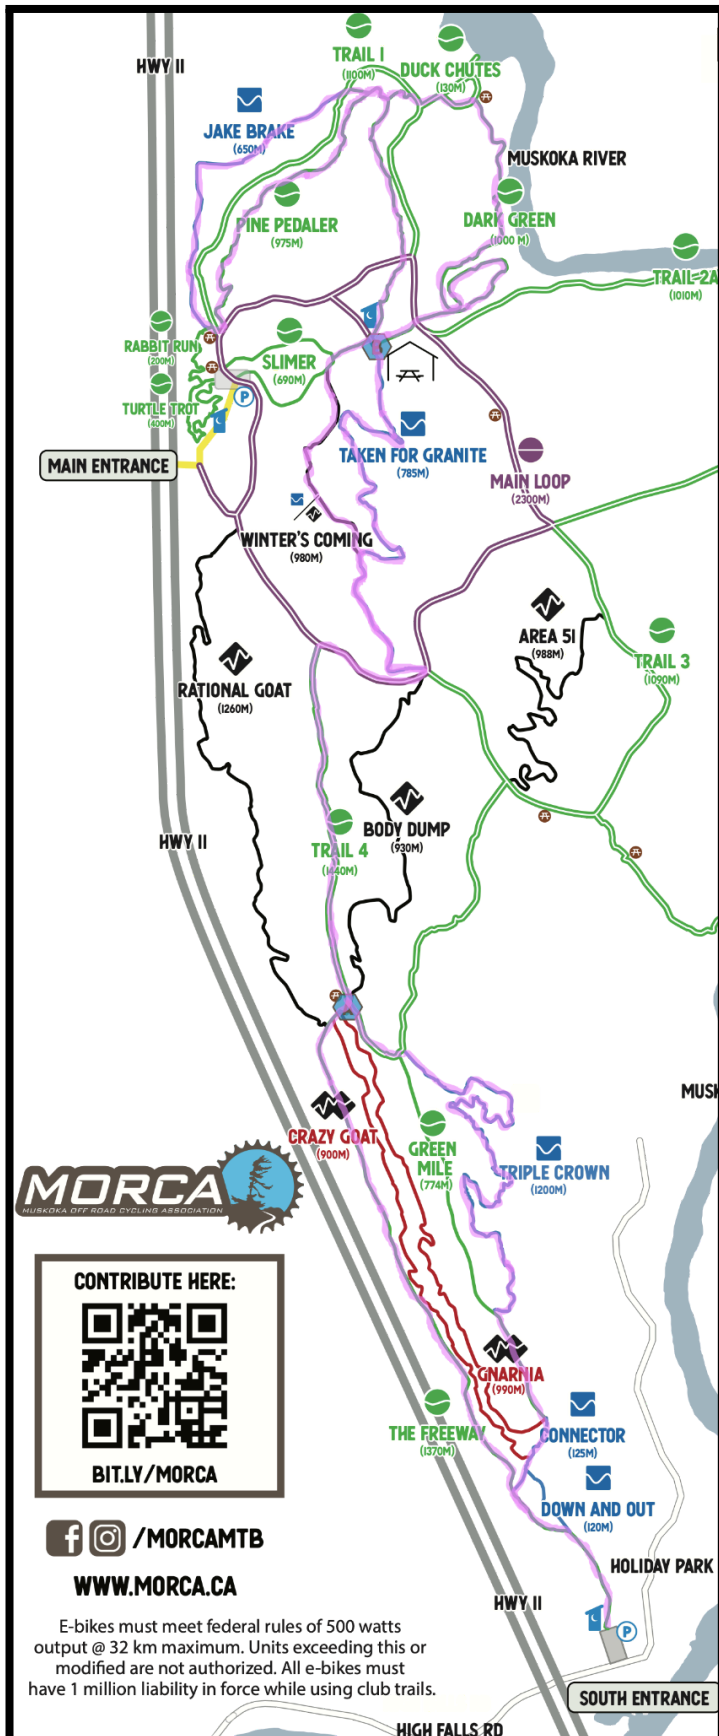 HWY 11
TRAIL 1
(1100M)
DUCK CHUTES
(130M)
JAKE BRAKE
(650M)
MUSKOKA RIVER
PINE PEDALER
(975M)
DARK GREEN
(1000 M)
TRAIL 2A
(1010M)
RABBIT RUN
(200M)
SLIMER
(690M)
TURTLE TROT
(400M)
P
MAIN ENTRANCE
TAKEN FOR GRANITE
(785M)
MAIN LOOP
(2300M)
WINTER'S COMING
(980M)
AREA 51
(988M)
TRAIL 3
(1090M)
RATIONAL GOAT
(1260M)
BODY DUMP
(930M)
HWY 11
TRAIL 4
(1440M)
MUSK
CRAZY GOAT
(900M)
GREEN
MILE
(774M)
TRIPLE CROWN
(1200M)
MORCA
MUSKOKA OFF ROAD CYCLING ASSOCIATION
CONTRIBUTE HERE:
BIT.LY/MORCA
GNARNIA
(990M)
THE FREEWAY
(1370M)
CONNECTOR
(125M)
DOWN AND OUT
(120M)
f /MORCAMTB
WWW.MORCA.CA
HOLIDAY PARK
HWY 11
P
E-bikes must meet federal rules of 500 watts
output @ 32 km maximum. Units exceeding this or
modified are not authorized. All e-bikes must
have 1 million liability in force while using club trails.
SOUTH ENTRANCE
HIGH FALLS RD